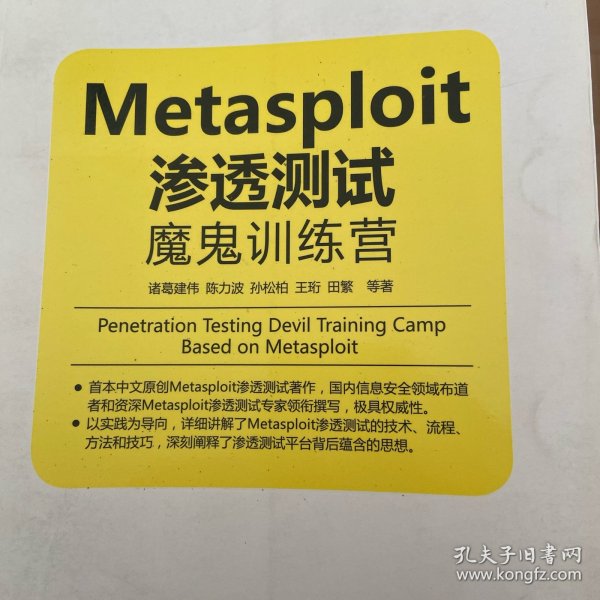 Metasploit
渗透测试
魔鬼训练营
诸葛建伟 陈力波 孙松柏 王珩 田繁 等著
Penetration Testing Devil Training Camp
Based on Metasploit
● 首本中文原创Metasploit渗透测试著作，国内信息安全领域布道
者和资深Metasploit渗透测试专家领衔撰写，极具权威性。
● 以实践为导向，详细讲解了Metasploit渗透测试的技术、流程、
方法和技巧，深刻阐释了渗透测试平台背后蕴含的思想。
孔夫子旧书网
www.kongfz.com